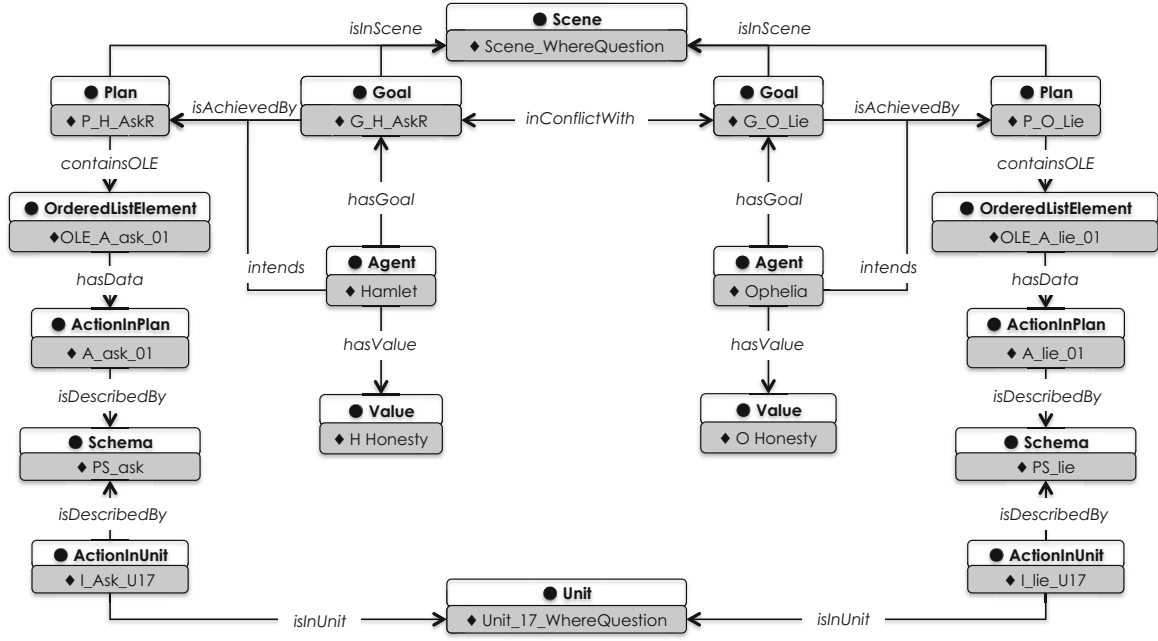 ● Scene
isInScene
isInScene
♦ Scene_WhereQuestion
● Plan
● Goal
● Goal
● Plan
isAchievedBy
isAchievedBy
♦ P_H_AskR
♦ G_H_AskR
inConflictWith
♦ G_O_Lie
♦ P_O_Lie
containsOLE
containsOLE
● OrderedListElement
hasGoal
hasGoal
● OrderedListElement
♦OLE_A_ask_01
♦OLE_A_lie_01
● Agent
● Agent
hasData
intends
intends
hasData
♦ Hamlet
♦ Ophelia
● ActionInPlan
● ActionInPlan
♦ A_ask_01
hasValue
hasValue
♦ A_lie_01
isDescribedBy
isDescribedBy
● Value
● Value
● Schema
♦ H Honesty
♦ O Honesty
● Schema
♦ PS_ask
♦ PS_lie
isDescribedBy
isDescribedBy
● ActionInUnit
● ActionInUnit
♦ I_Ask_U17
● Unit
♦ I_lie_U17
isInUnit
♦ Unit_17_WhereQuestion
isInUnit